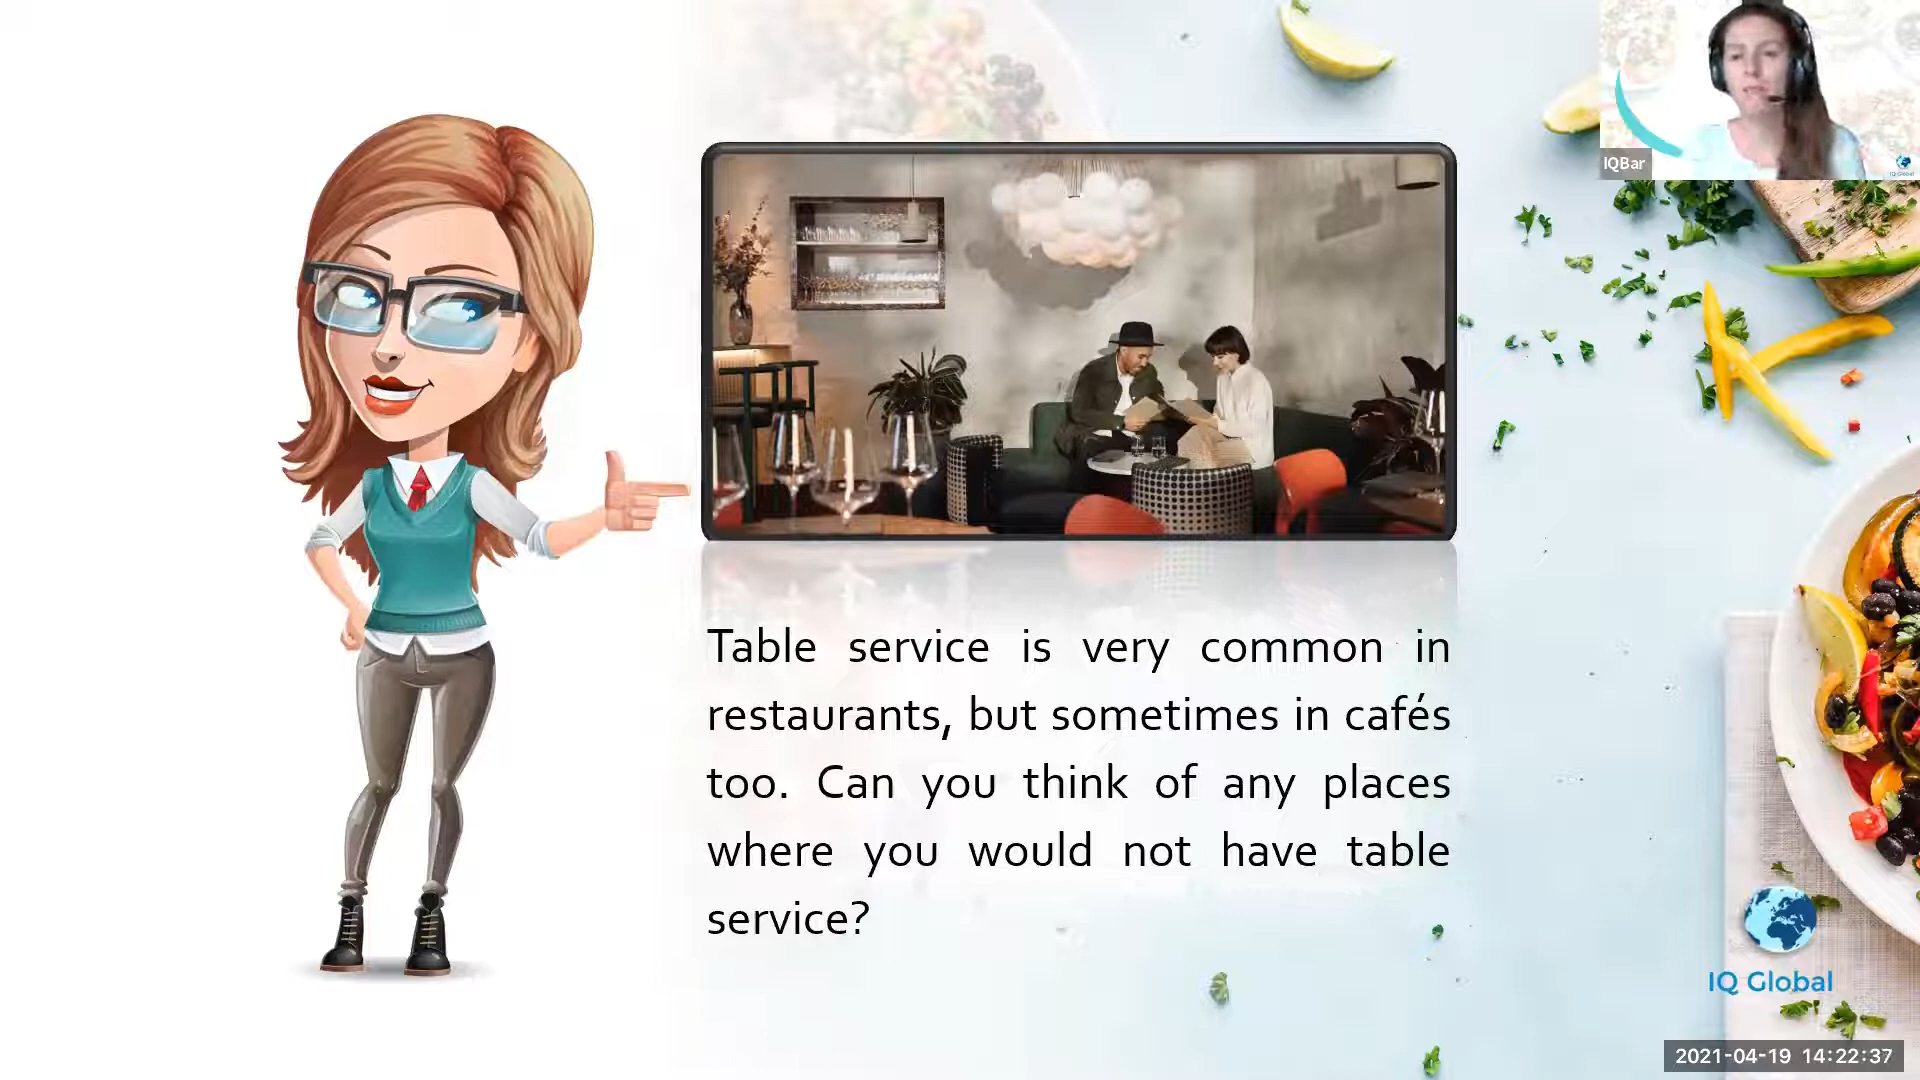 IQBar
Table service is very common in
restaurants, but sometimes in cafés
too. Can you think of any places
where you would not have table
service?
IQ Global
2021-04-19 14:22:37